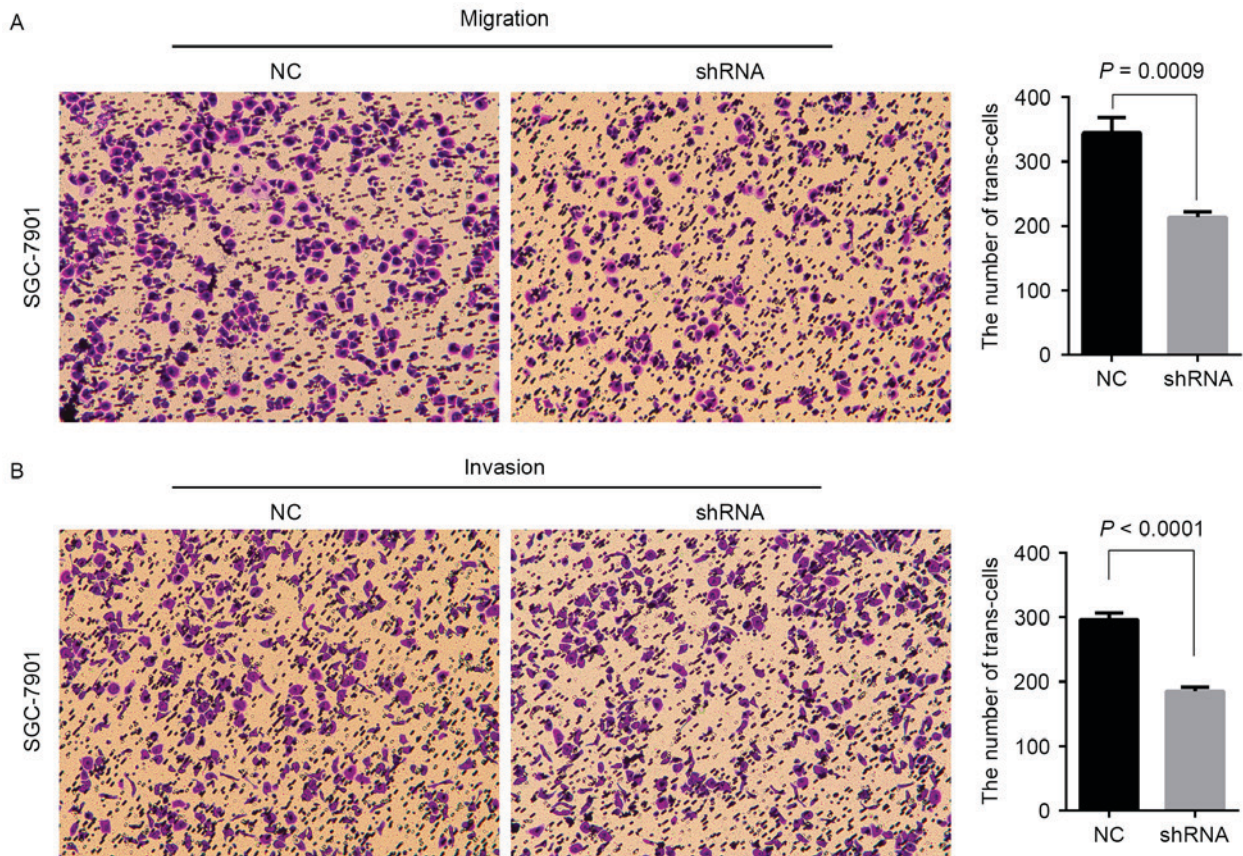 A
Migration
NC
shRNA
SGC-7901
P = 0.0009
The number of trans-cells
400
300
200
100
0
NC
shRNA
B
Invasion
NC
shRNA
SGC-7901
P < 0.0001
The number of trans-cells
400
300
200
100
0
NC
shRNA